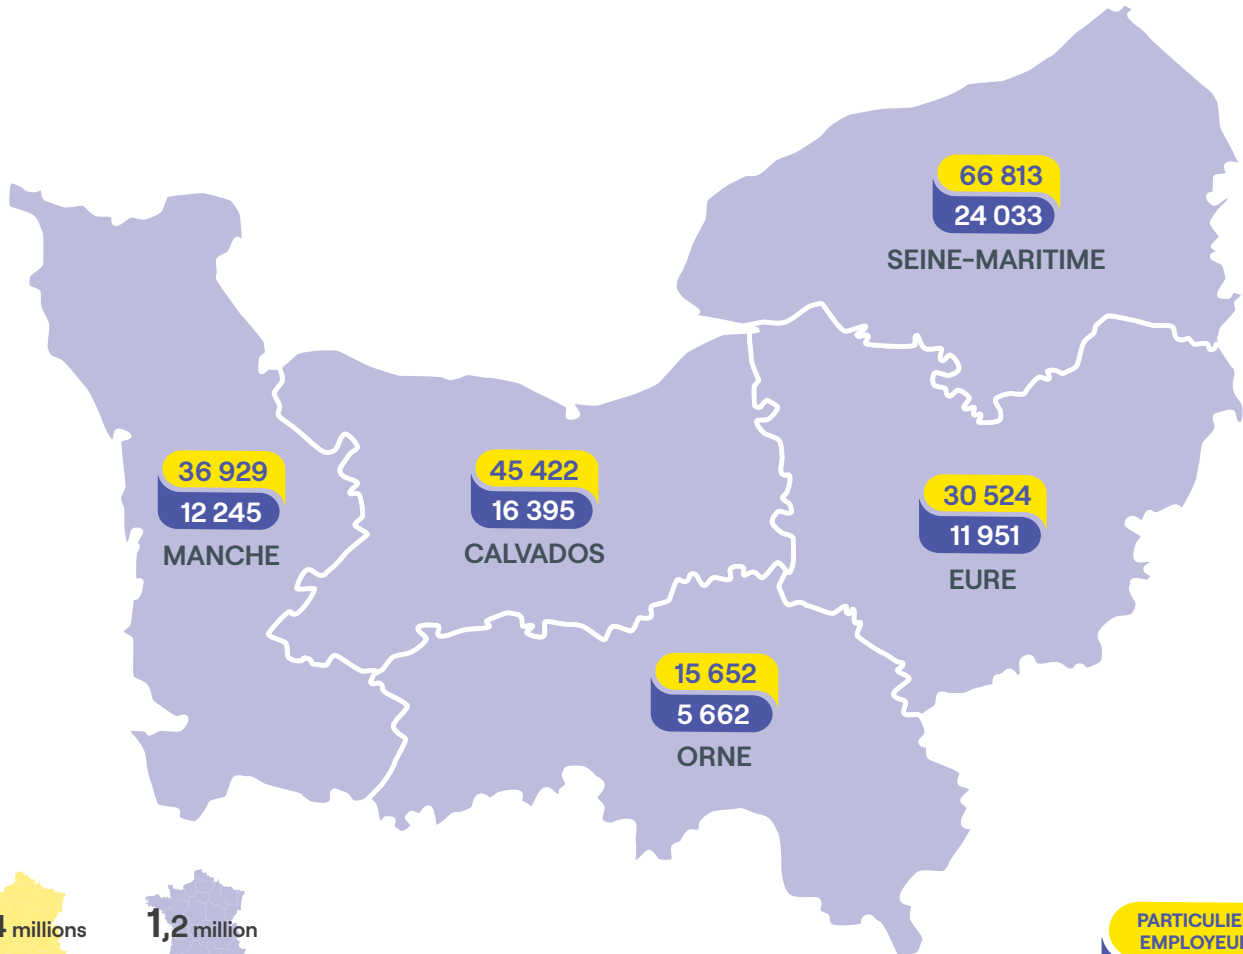 66 813
24 033
SEINE-MARITIME
36 929
12 245
MANCHE
45 422
16 395
CALVADOS
30 524
11 951
EURE
15 652
5 662
ORNE
millions
1,2 million